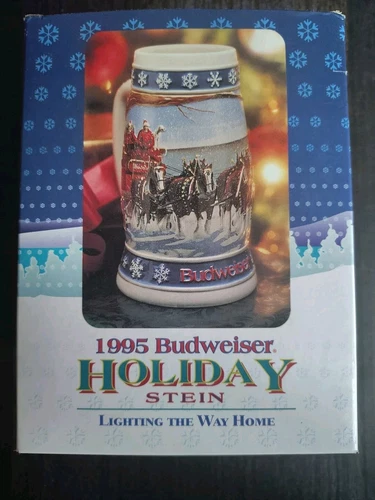 Budweiser
1995 Budweiser®
HOLIDAY
STEIN
LIGHTING THE WAY HOME